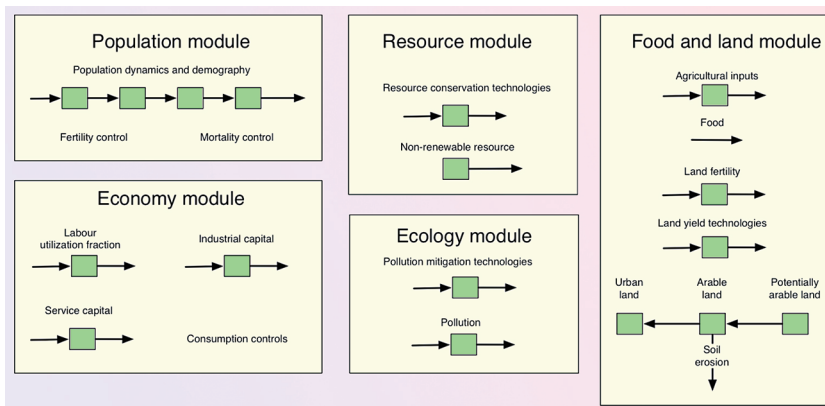 Population module
Population dynamics and demography
Fertility control
Mortality control
Economy module
Labour
utilization fraction
Industrial capital
Service capital
Consumption controls
Resource module
Resource conservation technologies
Non-renewable resource
Ecology module
Pollution mitigation technologies
Pollution
Food and land module
Agricultural inputs
Food
Land fertility
Land yield technologies
Urban
land
Arable
land
Potentially
arable land
Soil
erosion